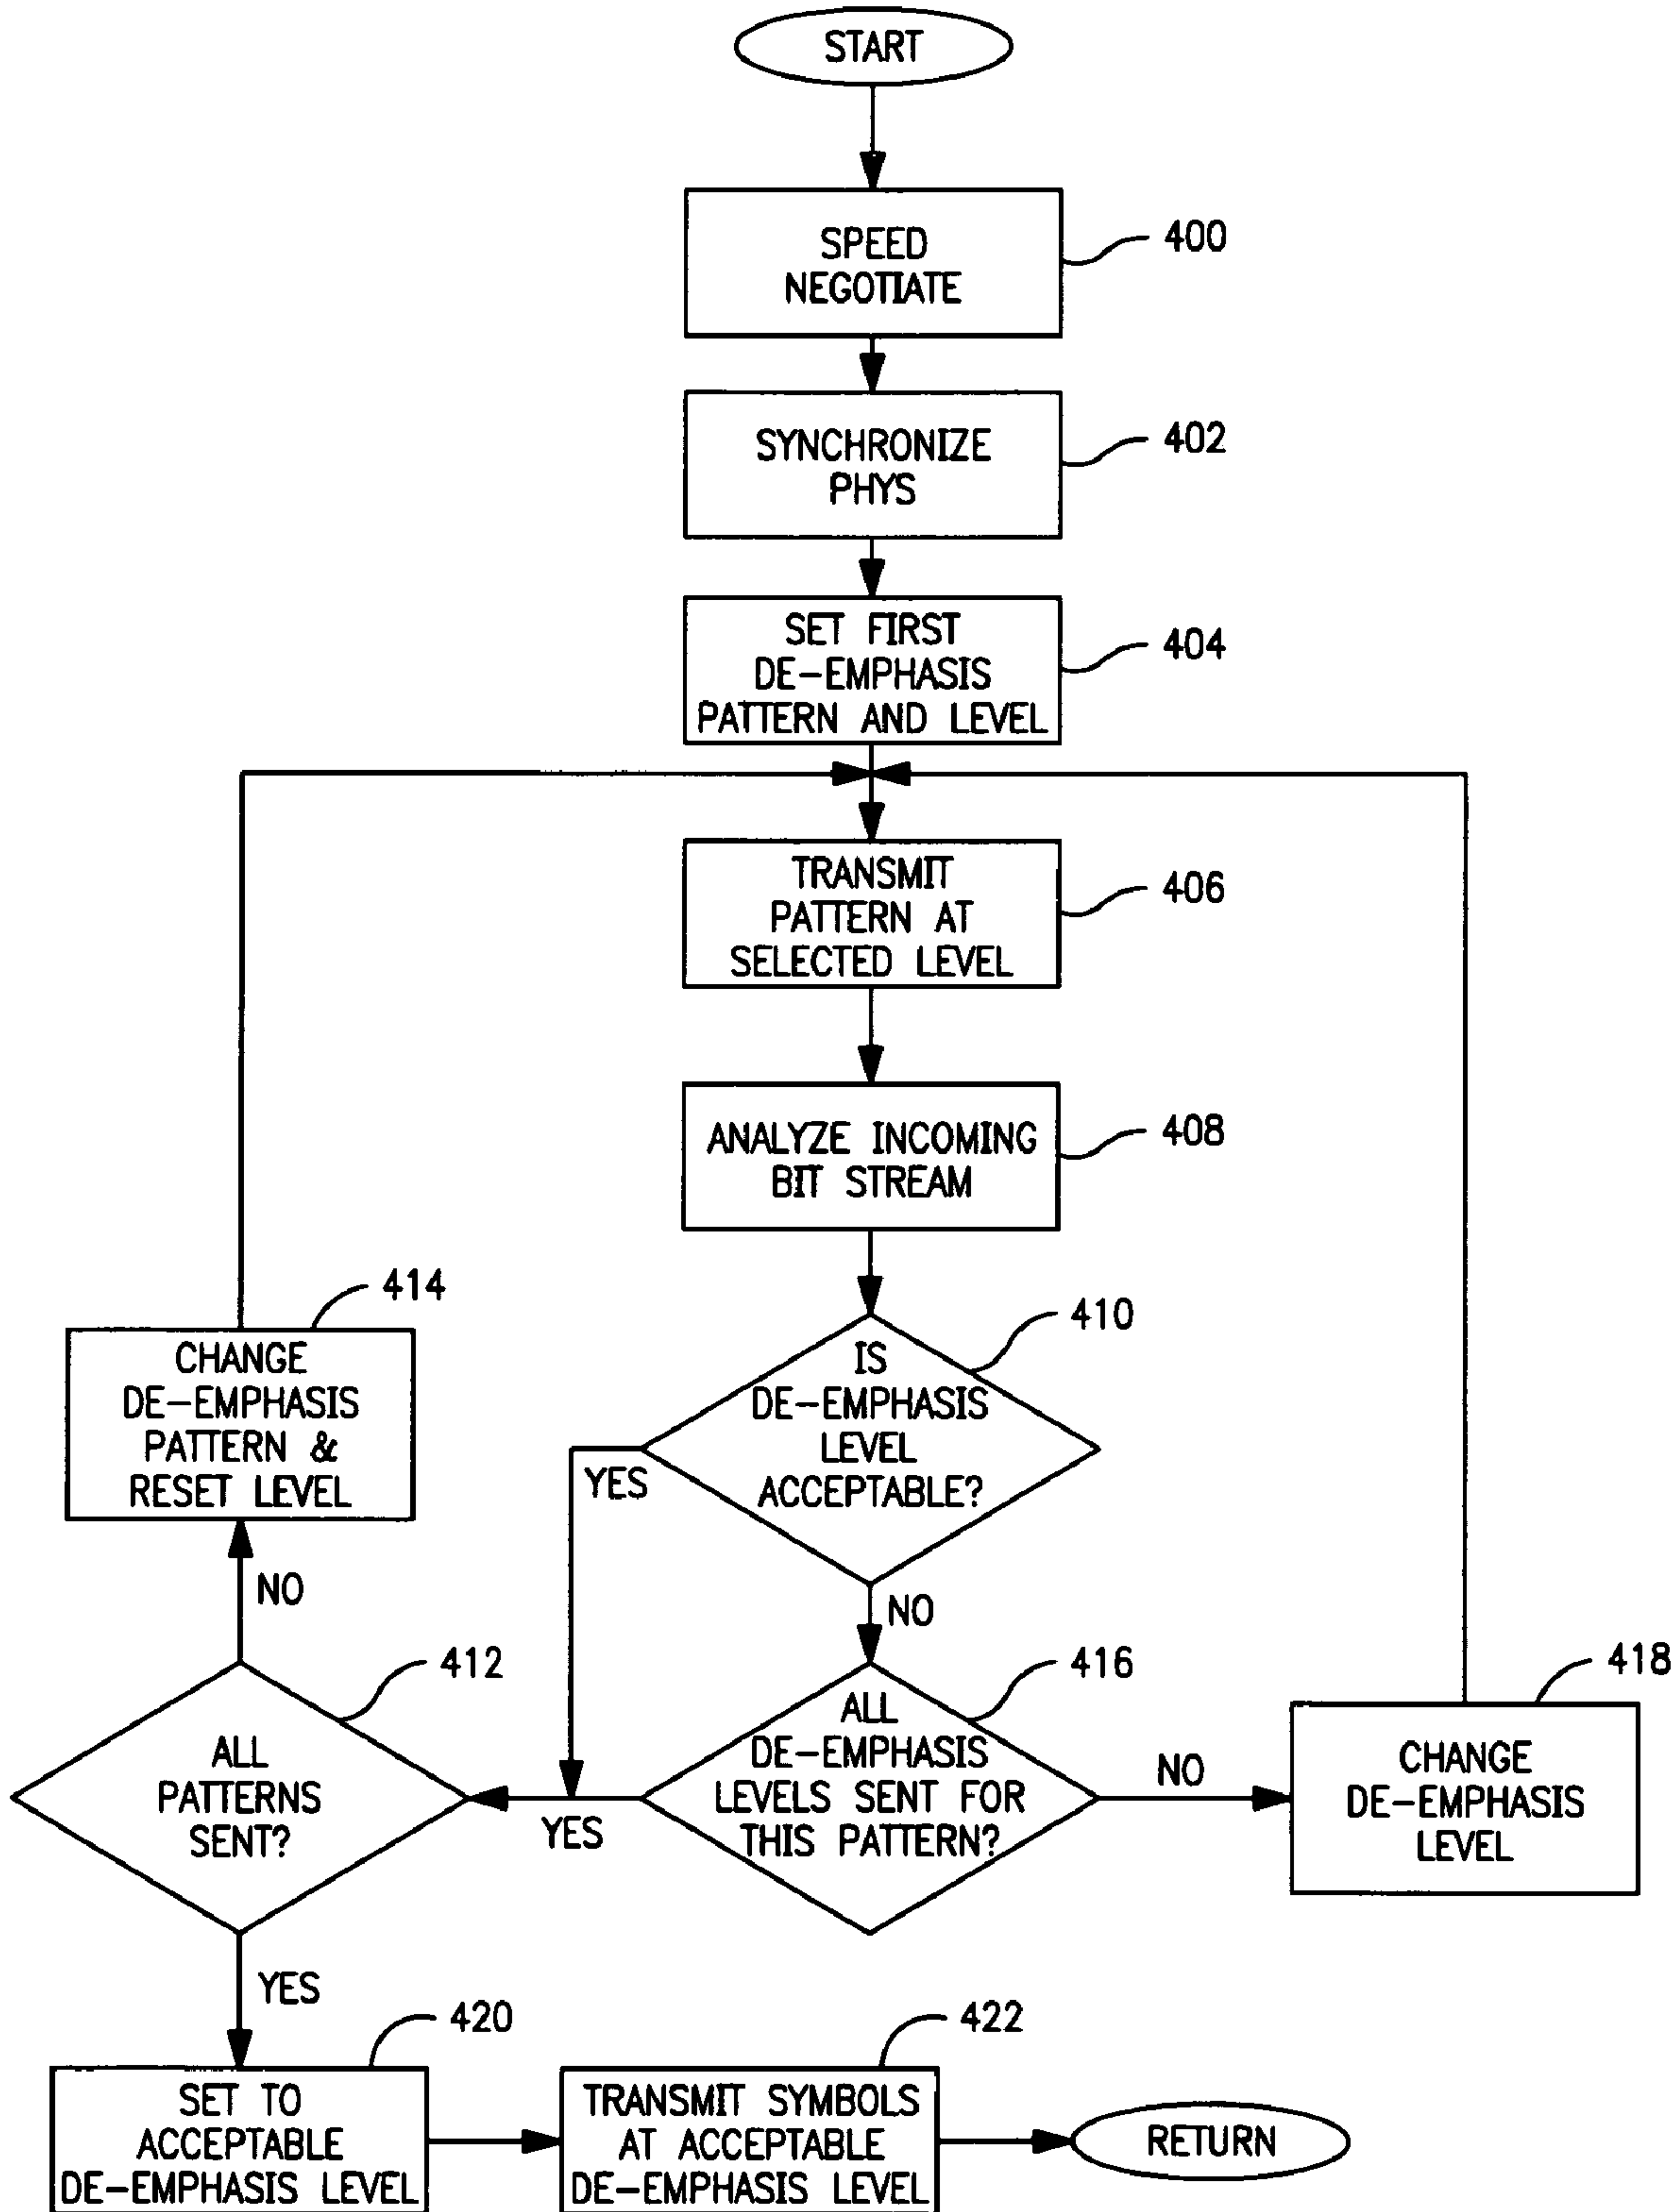 START
SPEED
NEGOTIATE
400
SYNCHRONIZE
PHYS
402
SET FIRST
DE-EMPHASIS
PATTERN AND LEVEL
404
TRANSMIT
PATTERN AT
SELECTED LEVEL
406
ANALYZE INCOMING
BIT STREAM
408
414
CHANGE
DE-EMPHASIS
PATTERN &
RESET LEVEL
410
IS
DE-EMPHASIS
LEVEL
ACCEPTABLE?
YES
NO
NO
412
ALL
PATTERNS
SENT?
416
ALL
DE-EMPHASIS
LEVELS SENT FOR
THIS PATTERN?
YES
NO
418
CHANGE
DE-EMPHASIS
LEVEL
YES
420
SET TO
ACCEPTABLE
DE-EMPHASIS LEVEL
422
TRANSMIT SYMBOLS
AT ACCEPTABLE
DE-EMPHASIS LEVEL
RETURN